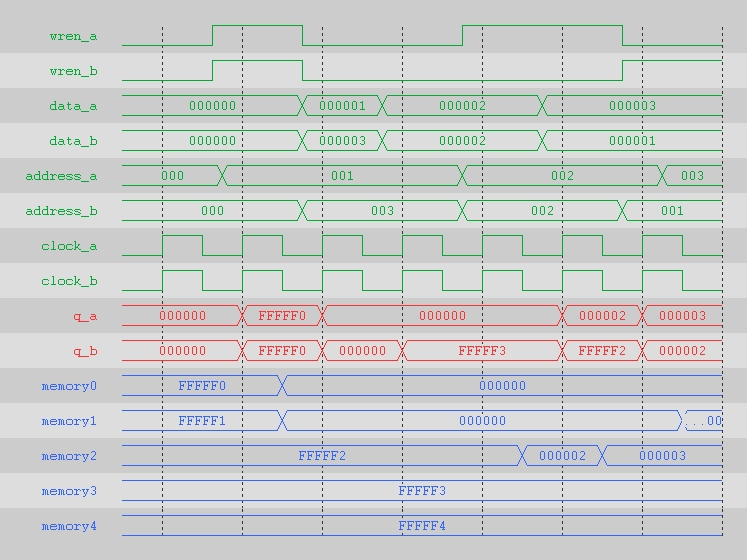 wren_a
wren_b
data_a 000000 000001 000002 000003
data_b 000000 000003 000002 000001
address_a 000 001 002 003
address_b 000 003 002 001
clock_a
clock_b
q_a 000000 FFFFF0 000000 000002 000003
q_b 000000 FFFFF0 000000 FFFFF3 FFFFF2 000002
memory0 FFFFF0 000000
memory1 FFFFF1 000000 ...00
memory2 FFFFF2 000002 000003
memory3 FFFFF3
memory4 FFFFF4